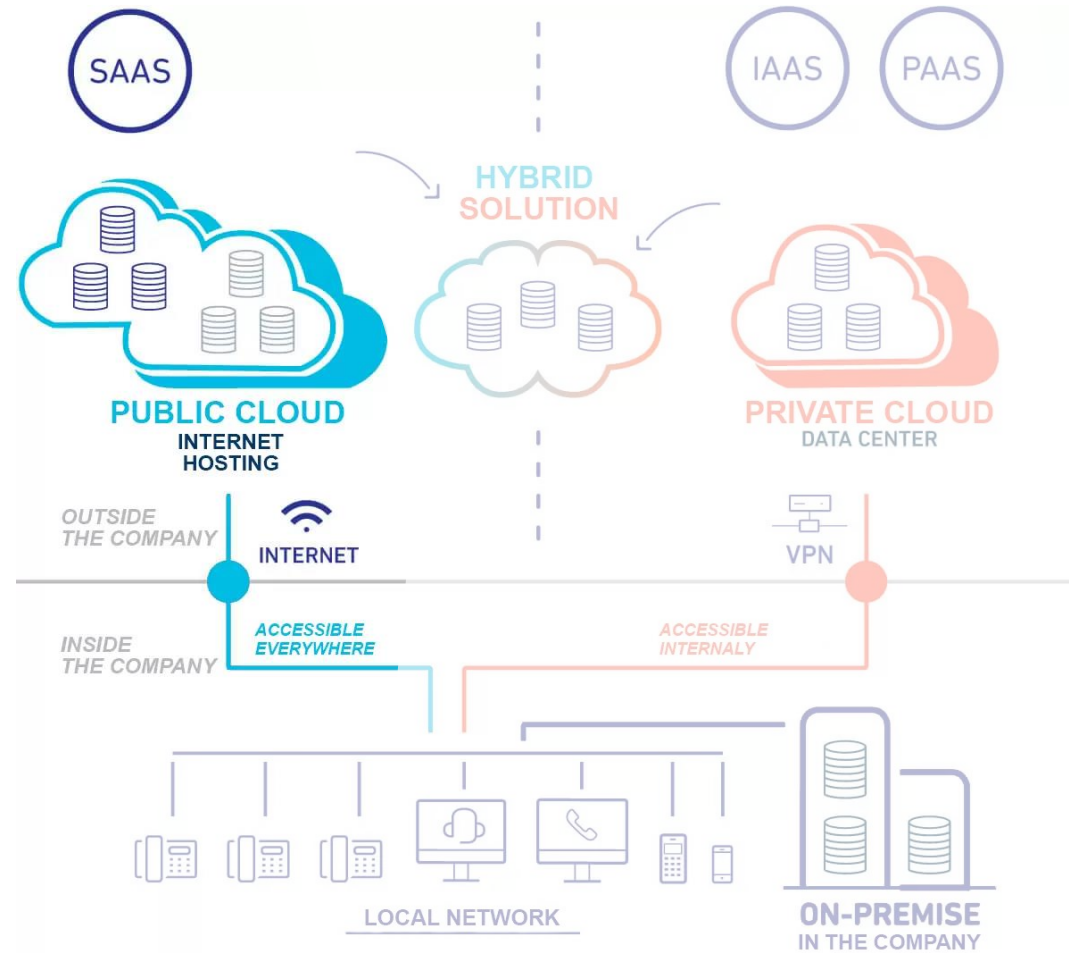 SAAS
IAAS
PAAS
HYBRID
SOLUTION
PUBLIC CLOUD
INTERNET
HOSTING
PRIVATE CLOUD
DATA CENTER
OUTSIDE
THE COMPANY
INTERNET
VPN
INSIDE
THE COMPANY
ACCESSIBLE
EVERYWHERE
ACCESSIBLE
INTERNALY
LOCAL NETWORK
ON-PREMISE
IN THE COMPANY